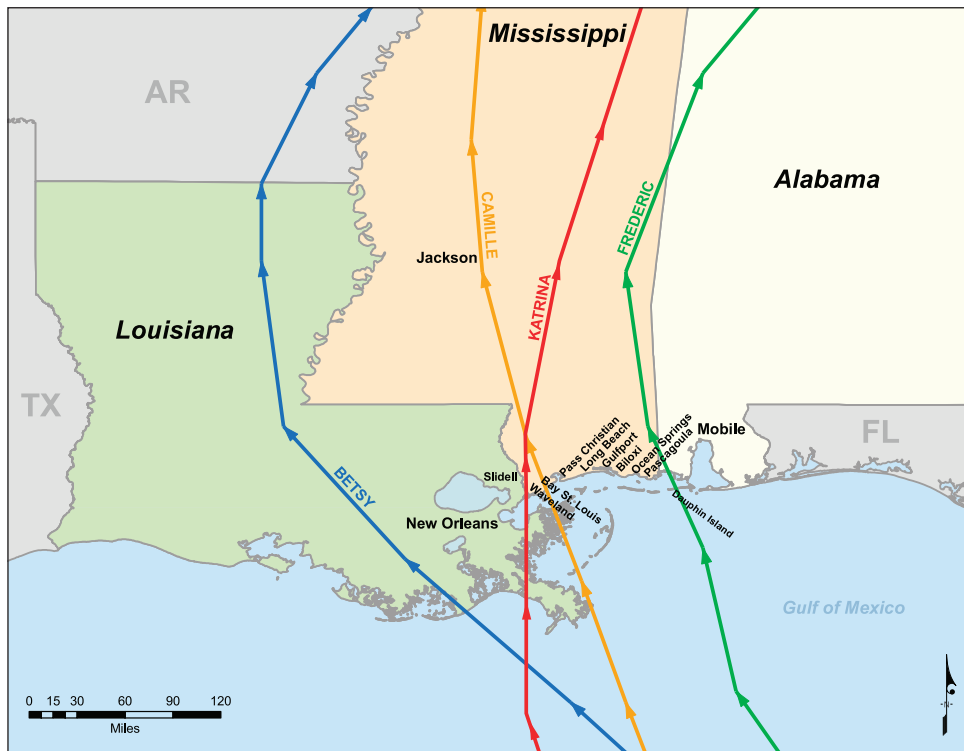 Mississippi
AR
CAMILLE
FREDERIC
Alabama
Jackson
KATRINA
Louisiana
TX
Pass Christian
Long Beach
Gulfport
Biloxi
Ocean Springs
Pascagoula
Mobile
FL
BETSY
Slidell
Bay St. Louis
Waveland
New Orleans
Dauphin Island
Gulf of Mexico
0 15 30 60 90 120
Miles
-N-